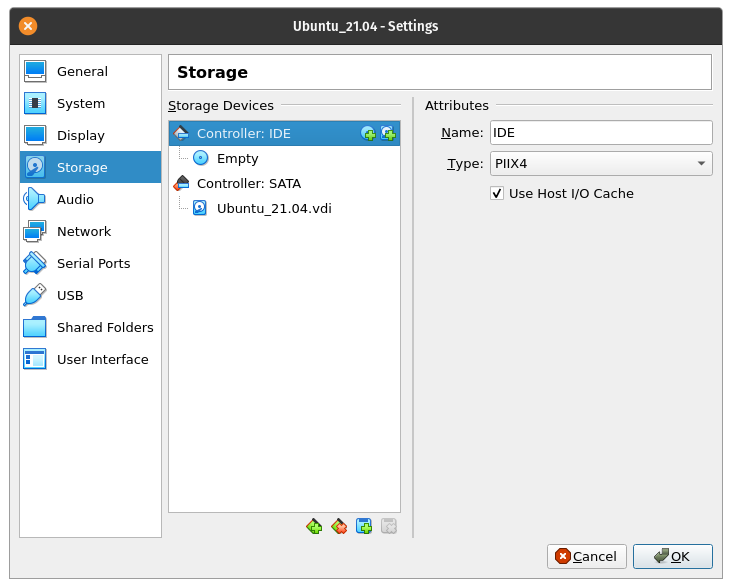 Ubuntu_21.04 - Settings
General
System
Display
Storage
Audio
Network
Serial Ports
USB
Shared Folders
User Interface
Storage
Storage Devices
Controller: IDE
Empty
Controller: SATA
Ubuntu_21.04.vdi
Attributes
Name: IDE
Type: PIIX4
Use Host I/O Cache
Cancel
OK